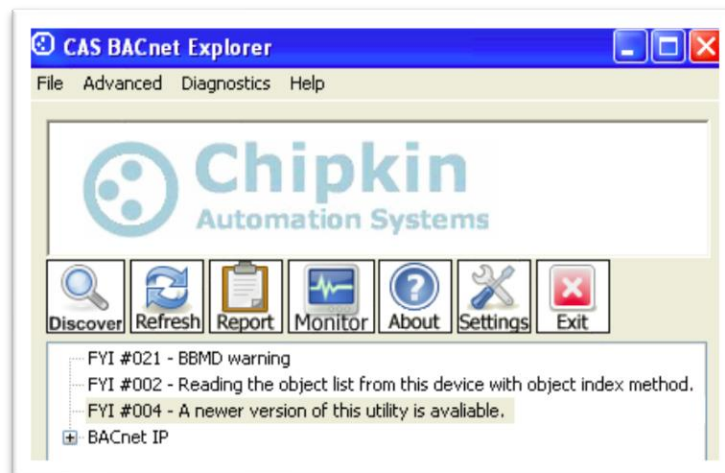 CAS BACnet Explorer
File Advanced Diagnostics Help
Chipkin
Automation Systems
Discover Refresh Report Monitor About Settings Exit
FYI #021 - BBMD warning
FYI #002 - Reading the object list from this device with object index method.
FYI #004 - A newer version of this utility is avaliable.
BACnet IP